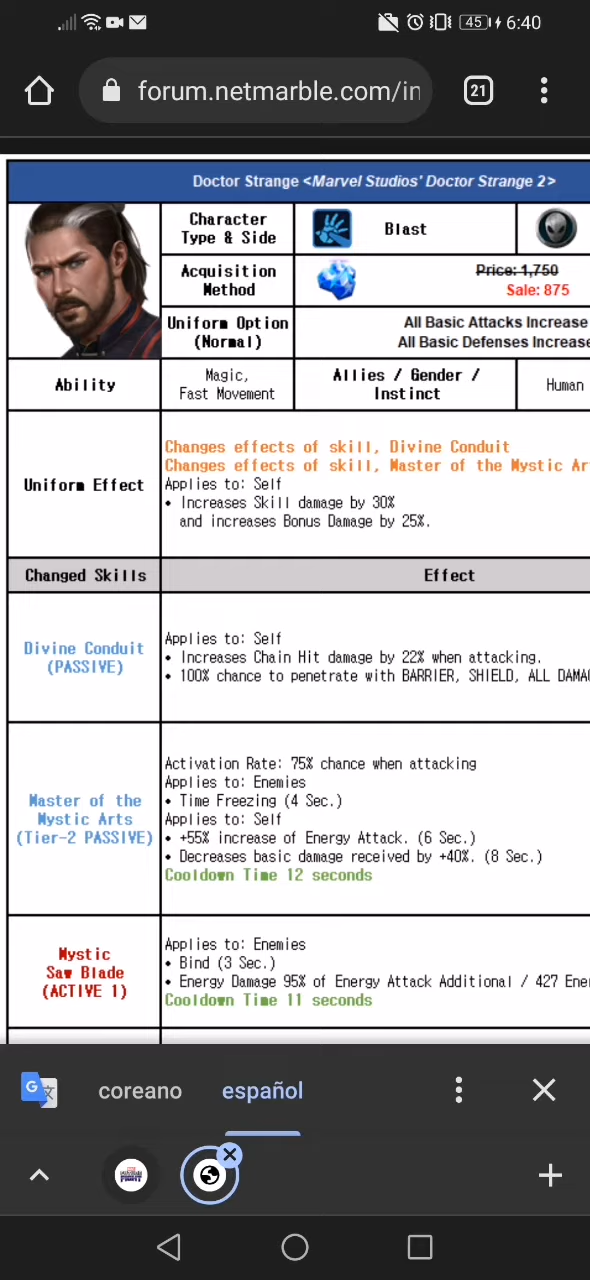 45
6:40
forum.netmarble.com/in
21
Doctor Strange <Marvel Studios' Doctor Strange 2>
Character
Type & Side
Blast
Acquisition
Method
Price: 1,750
Sale: 875
Uniform Option
(Normal)
All Basic Attacks Increase
All Basic Defenses Increase
Ability
Magic,
Fast Movement
Allies / Gender /
Instinct
Human
Uniform Effect
Changes effects of skill, Divine Conduit
Changes effects of skill, Master of the Mystic Ar
Applies to: Self
• Increases Skill damage by 30%
and increases Bonus Damage by 25%.
Changed Skills
Effect
Divine Conduit
(PASSIVE)
Applies to: Self
• Increases Chain Hit damage by 22% when attacking.
• 100% chance to penetrate with BARRIER, SHIELD, ALL DAMA
Master of the
Mystic Arts
(Tier-2 PASSIVE)
Activation Rate: 75% chance when attacking
Applies to: Enemies
• Time Freezing (4 Sec.)
Applies to: Self
• +55% increase of Energy Attack. (6 Sec.)
• Decreases basic damage received by +40%. (8 Sec.)
Cooldown Time 12 seconds
Mystic
Saw Blade
(ACTIVE 1)
Applies to: Enemies
• Bind (3 Sec.)
• Energy Damage 95% of Energy Attack Additional / 427 Ene
Cooldown Time 11 seconds
G
coreano
español